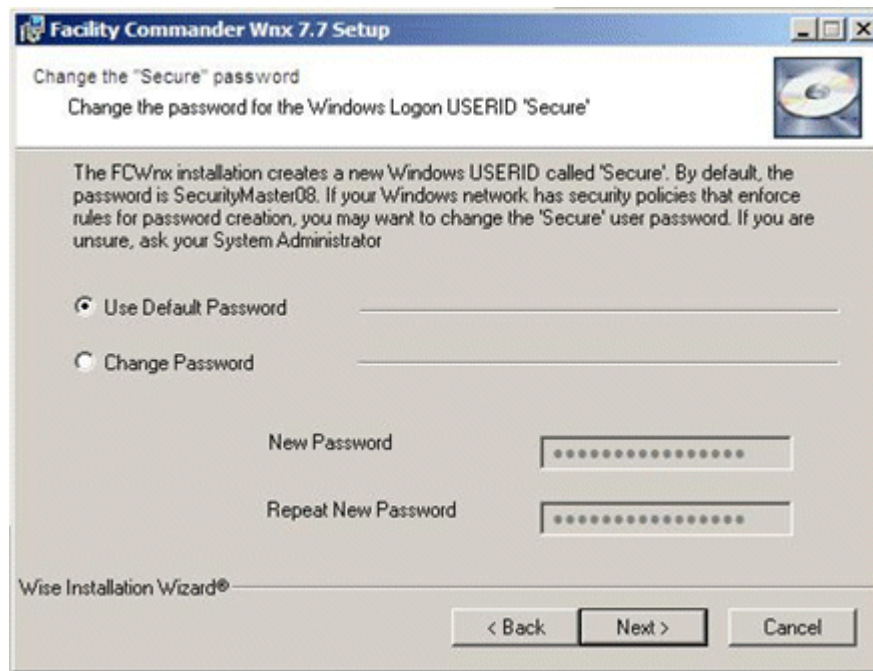 Facility Commander Wnx 7.7 Setup
Change the "Secure" password
Change the password for the Windows Logon USERID 'Secure'
The FCWnx installation creates a new Windows USERID called 'Secure'. By default, the
password is SecurityMaster08. If your Windows network has security policies that enforce
rules for password creation, you may want to change the 'Secure' user password. If you are
unsure, ask your System Administrator
Use Default Password
Change Password
New Password
Repeat New Password
Wise Installation Wizard®
< Back
Next >
Cancel